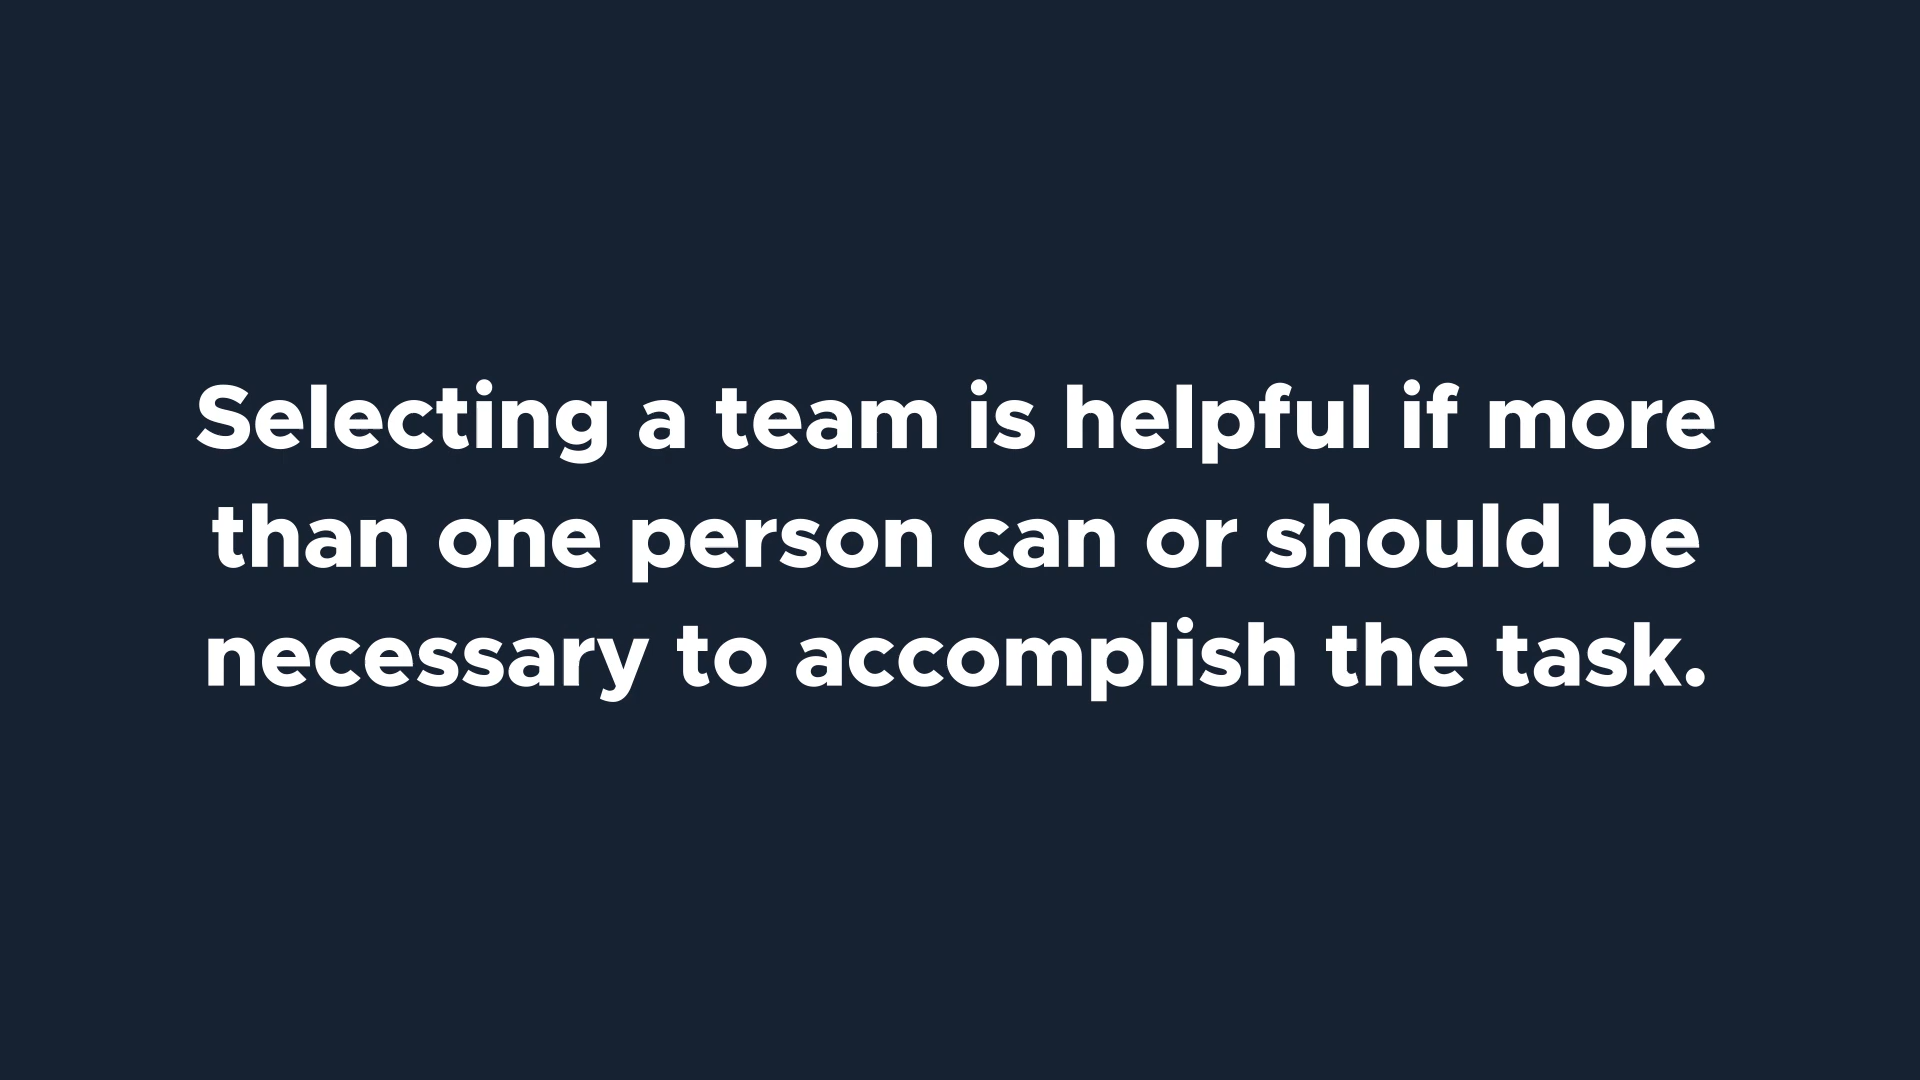 Selecting a team is helpful if more
than one person can or should be
necessary to accomplish the task.